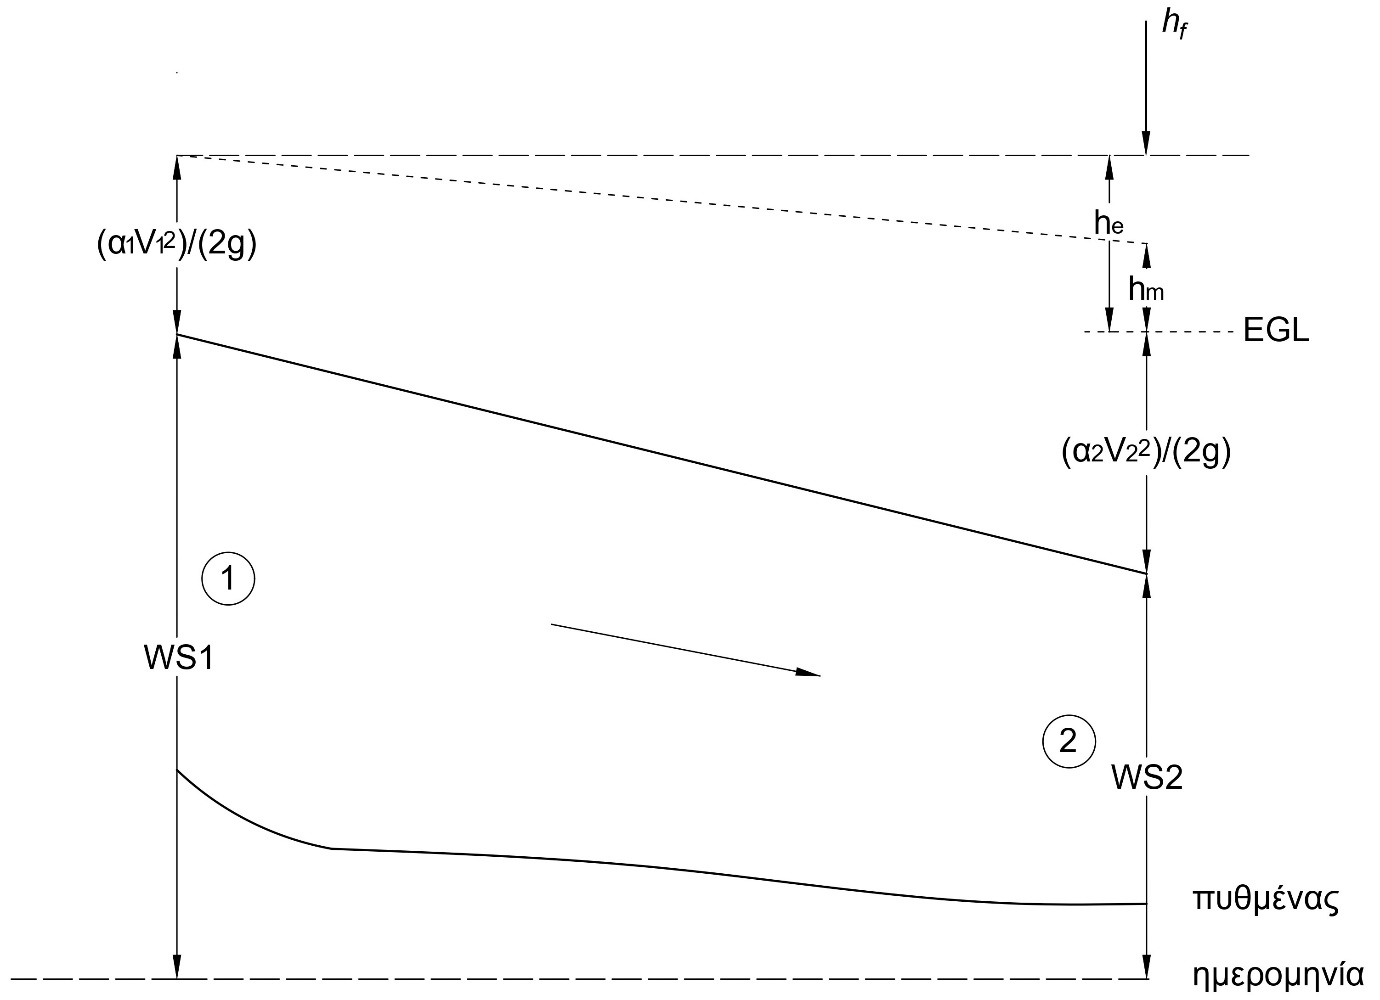 h_f
(α₁V₁²)/(2g)
h_e
h_m
EGL
(α₂V₂²)/(2g)
1
WS1
2
WS2
πυθμένας
ημερομηνία